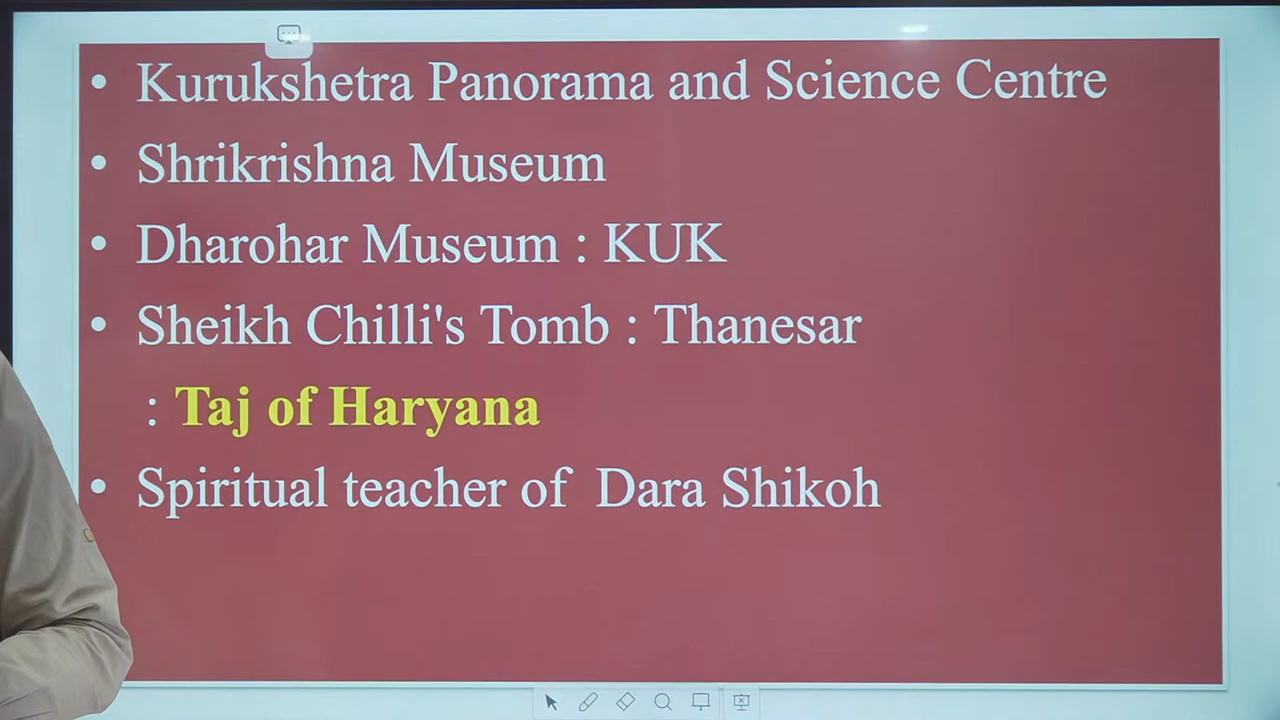 • Kurukshetra Panorama and Science Centre
• Shrikrishna Museum
• Dharohar Museum : KUK
• Sheikh Chilli's Tomb : Thanesar
: Taj of Haryana
• Spiritual teacher of Dara Shikoh